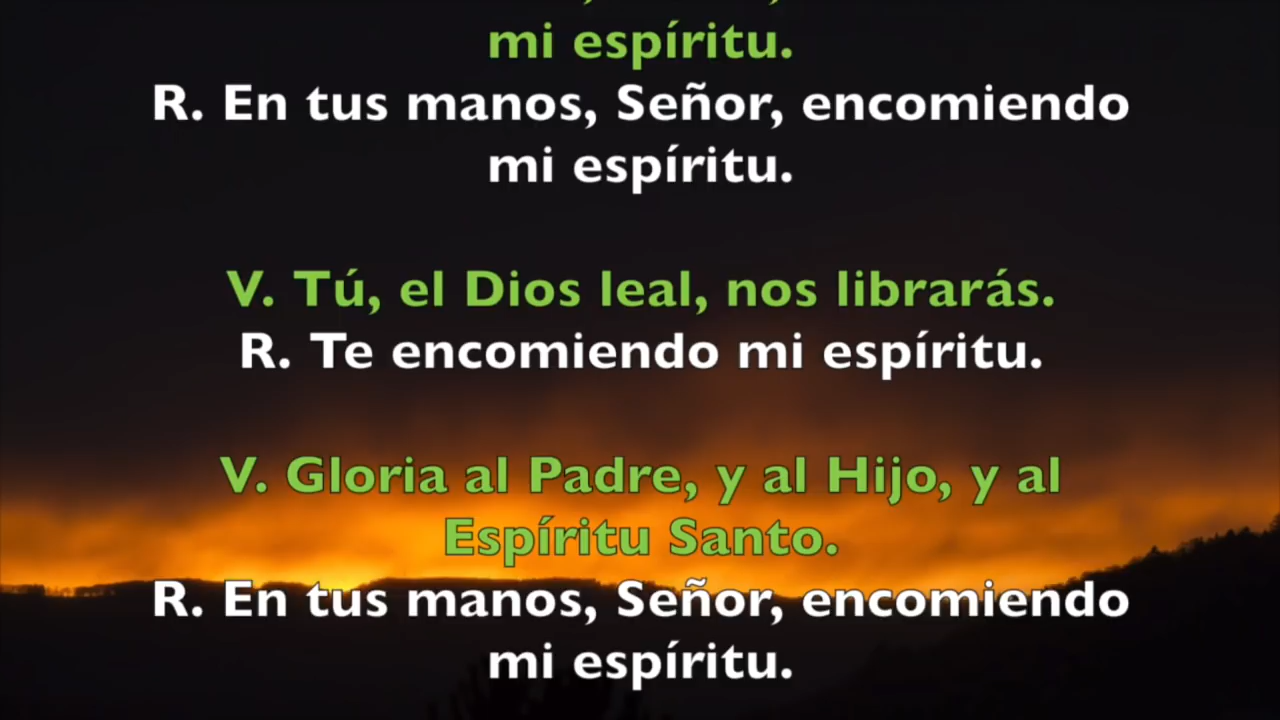 mi espíritu.
R. En tus manos, Señor, encomiendo
mi espíritu.
V. Tú, el Dios leal, nos librarás.
R. Te encomiendo mi espíritu.
V. Gloria al Padre, y al Hijo, y al
Espíritu Santo.
R. En tus manos, Señor, encomiendo
mi espíritu.